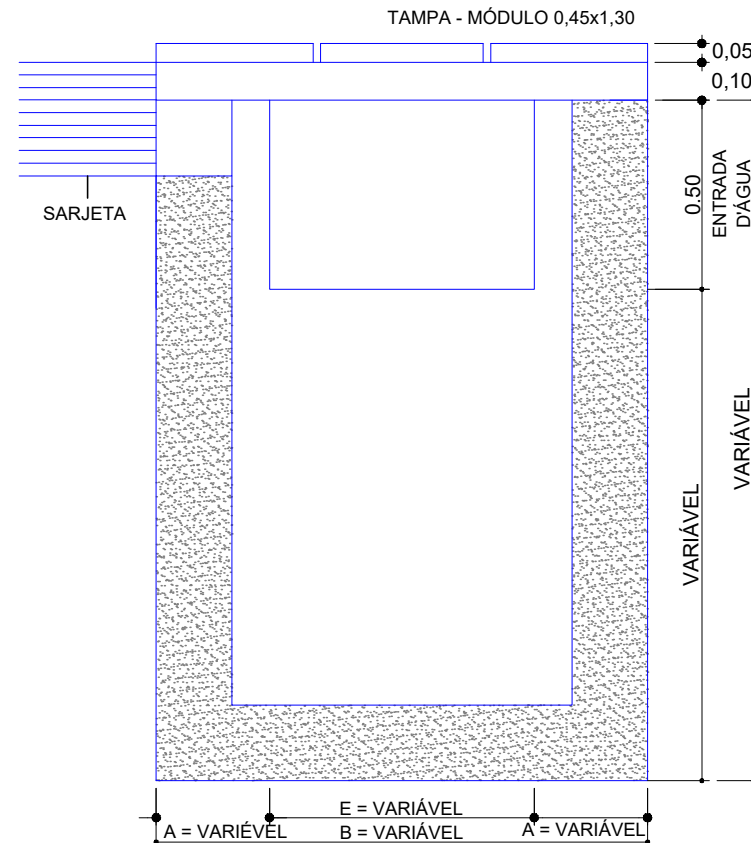 TAMPA - MÓDULO 0,45x1,30
0,05
0,10
SARJETA
0.50
ENTRADA
D'ÁGUA
VARIÁVEL
VARIÁVEL
A = VARIÉVEL
E = VARIÁVEL
B = VARIÁVEL
A = VARIÁVEL